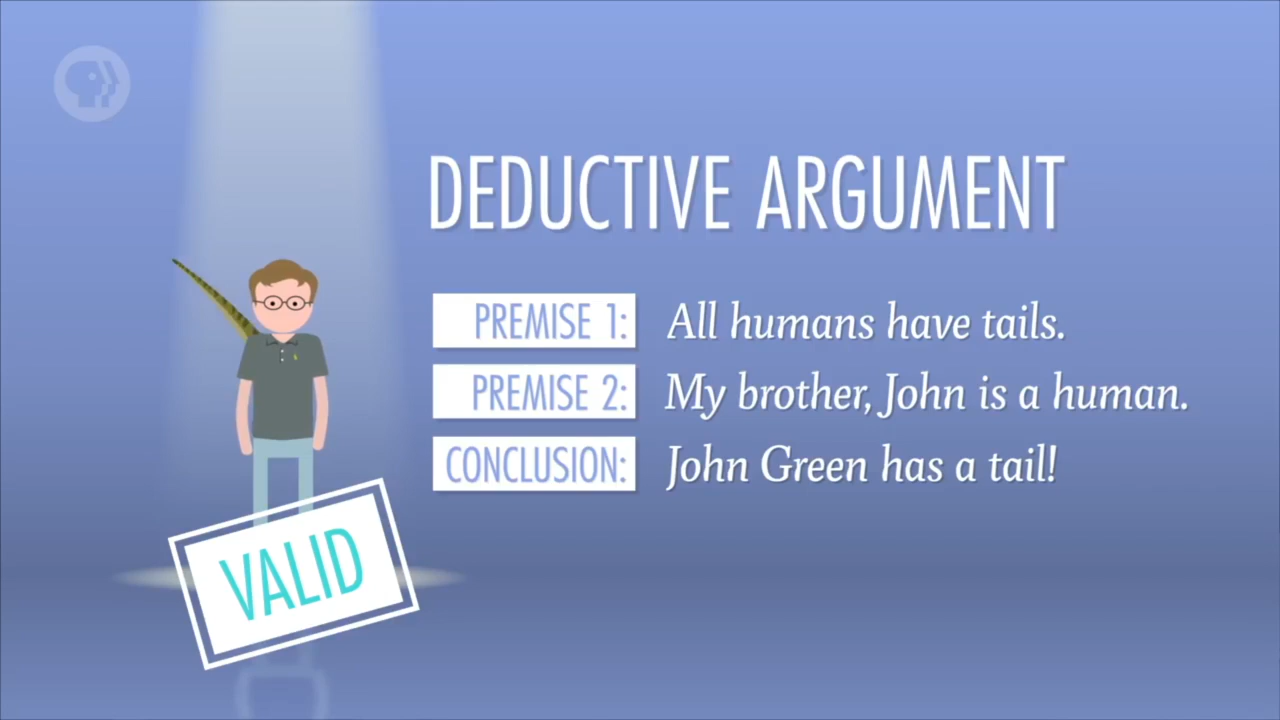 DEDUCTIVE ARGUMENT
PREMISE 1: All humans have tails.
PREMISE 2: My brother, John is a human.
CONCLUSION: John Green has a tail!
VALID